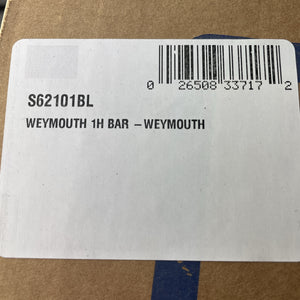 0 26508 33717 2
S62101BL
WEYMOUTH 1H BAR – WEYMOUTH